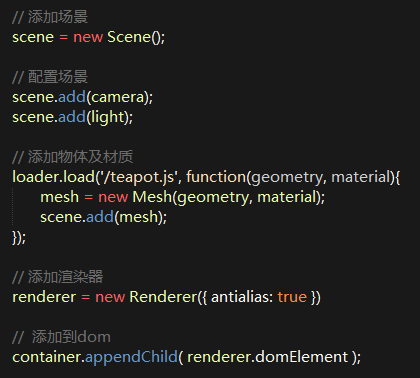 // 添加场景
scene = new Scene();
// 配置场景
scene.add(camera);
scene.add(light);
// 添加物体及材质
loader.load('/teapot.js', function(geometry, material){
mesh = new Mesh(geometry, material);
scene.add(mesh);
});
// 添加渲染器
renderer = new Renderer({ antialias: true })
// 添加到dom
container.appendChild( renderer.domElement );